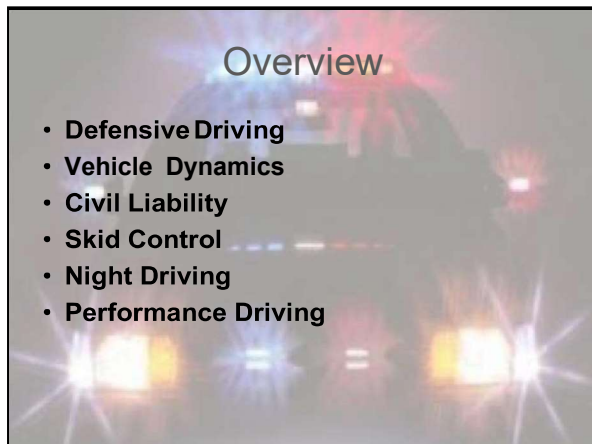 Overview
• Defensive Driving
• Vehicle Dynamics
• Civil Liability
• Skid Control
• Night Driving
• Performance Driving